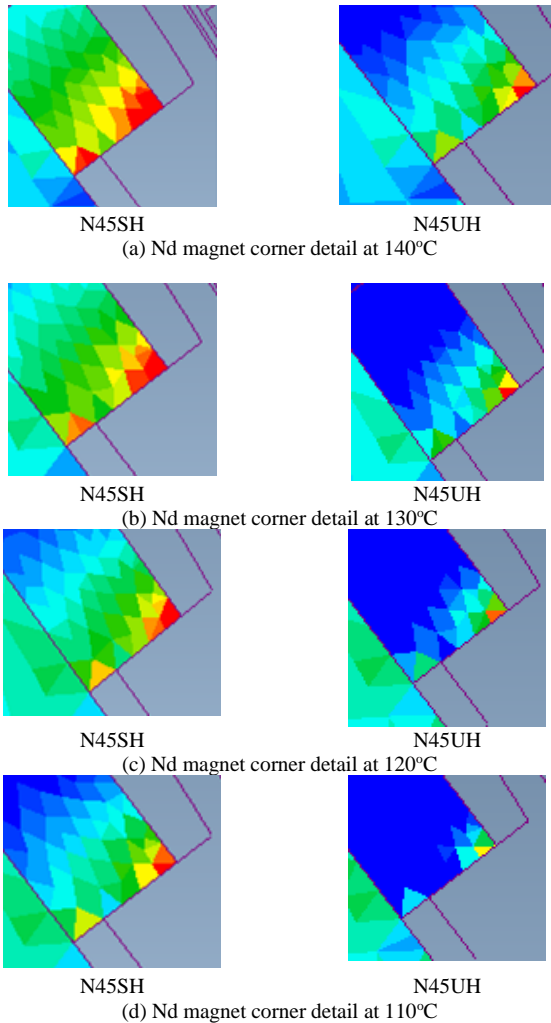 N45SH N45UH
(a) Nd magnet corner detail at 140°C
N45SH N45UH
(b) Nd magnet corner detail at 130°C
N45SH N45UH
(c) Nd magnet corner detail at 120°C
N45SH N45UH
(d) Nd magnet corner detail at 110°C